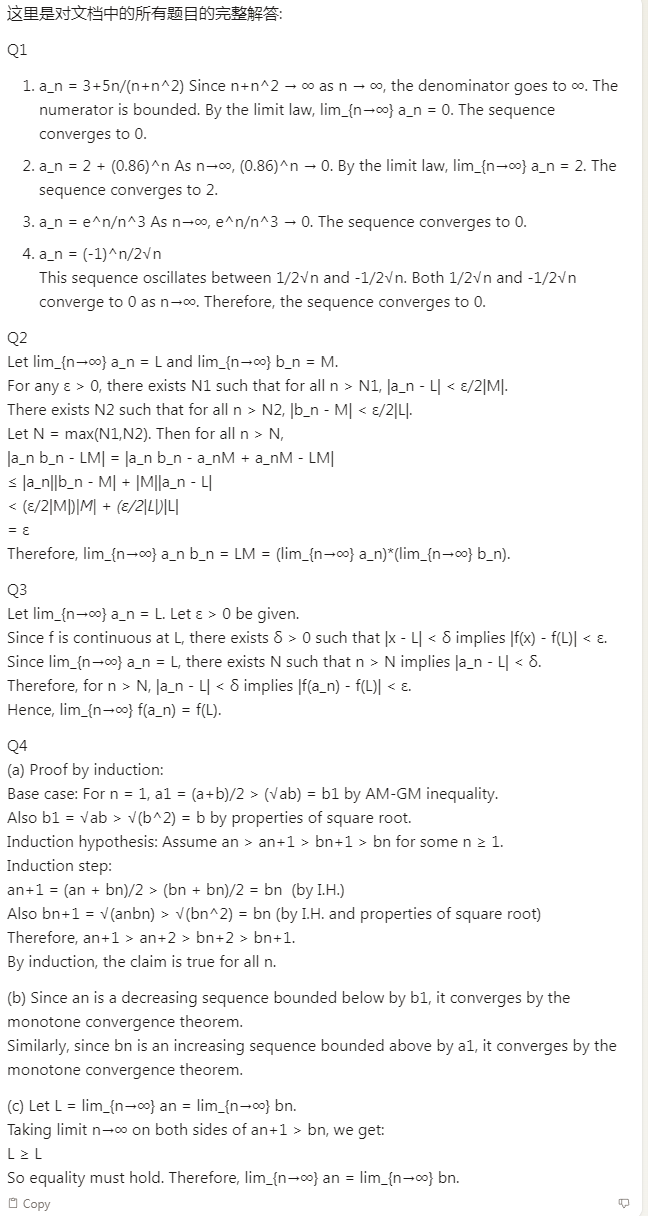 这里是对文档中的所有题目的完整解答:
Q1
1. a_n = 3+5n/(n+n^2) Since n+n^2 → ∞ as n → ∞, the denominator goes to ∞. The
numerator is bounded. By the limit law, lim_{n→∞} a_n = 0. The sequence
converges to 0.
2. a_n = 2 + (0.86)^n As n→∞, (0.86)^n → 0. By the limit law, lim_{n→∞} a_n = 2. The
sequence converges to 2.
3. a_n = e^n/n^3 As n→∞, e^n/n^3 → 0. The sequence converges to 0.
4. a_n = (-1)^n/2√n
This sequence oscillates between 1/2√n and -1/2√n. Both 1/2√n and -1/2√n
converge to 0 as n→∞. Therefore, the sequence converges to 0.
Q2
Let lim_{n→∞} a_n = L and lim_{n→∞} b_n = M.
For any ε > 0, there exists N1 such that for all n > N1, |a_n - L| < ε/2|M|.
There exists N2 such that for all n > N2, |b_n - M| < ε/2|L|.
Let N = max(N1,N2). Then for all n > N,
|a_n b_n - LM| = |a_n b_n - a_nM + a_nM - LM|
≤ |a_n||b_n - M| + |M||a_n - L|
< (ε/2|M|)|M| + (ε/2|L|)|L|
= ε
Therefore, lim_{n→∞} a_n b_n = LM = (lim_{n→∞} a_n)*(lim_{n→∞} b_n).
Q3
Let lim_{n→∞} a_n = L. Let ε > 0 be given.
Since f is continuous at L, there exists δ > 0 such that |x - L| < δ implies |f(x) - f(L)| < ε.
Since lim_{n→∞} a_n = L, there exists N such that n > N implies |a_n - L| < δ.
Therefore, for n > N, |a_n - L| < δ implies |f(a_n) - f(L)| < ε.
Hence, lim_{n→∞} f(a_n) = f(L).
Q4
(a) Proof by induction:
Base case: For n = 1, a1 = (a+b)/2 > (√ab) = b1 by AM-GM inequality.
Also b1 = √ab > √(b^2) = b by properties of square root.
Induction hypothesis: Assume an > an+1 > bn+1 > bn for some n ≥ 1.
Induction step:
an+1 = (an + bn)/2 > (bn + bn)/2 = bn (by I.H.)
Also bn+1 = √(anbn) > √(bn^2) = bn (by I.H. and properties of square root)
Therefore, an+1 > an+2 > bn+2 > bn+1.
By induction, the claim is true for all n.
(b) Since an is a decreasing sequence bounded below by b1, it converges by the
monotone convergence theorem.
Similarly, since bn is an increasing sequence bounded above by a1, it converges by the
monotone convergence theorem.
(c) Let L = lim_{n→∞} an = lim_{n→∞} bn.
Taking limit n→∞ on both sides of an+1 > bn, we get:
L ≥ L
So equality must hold. Therefore, lim_{n→∞} an = lim_{n→∞} bn.
Copy